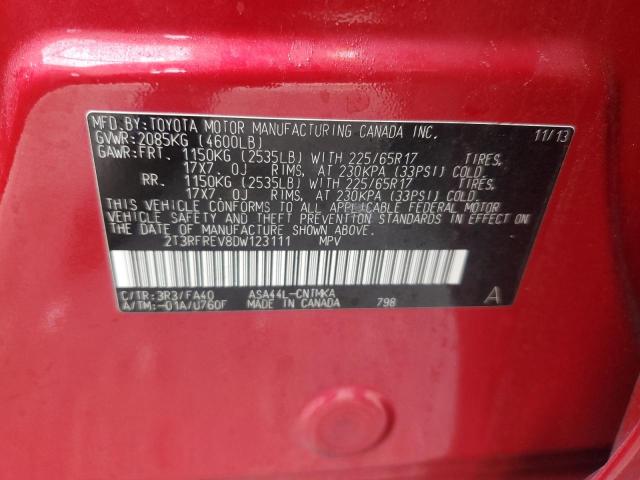 MFD.BY:TOYOTA MOTOR MANUFACTURING CANADA INC. 11/13
GVWR:2085KG (4600LB)
GAWR:FRT. 1150KG (2535LB) WITH 225/65R17 TIRES,
17X7. 0J RIMS, AT 230KPA (33PSI) COLD
RR. 1150KG (2535LB) WITH 225/65R17 TIRES,
17X7. 0J RIMS, AT 230KPA (33PSI) COLD.
THIS VEHICLE CONFORMS TO ALL APPLICABLE FEDERAL MOTOR
VEHICLE SAFETY AND THEFT PREVENTION STANDARDS IN EFFECT ON
THE DATE OF MANUFACTURE SHOWN ABOVE.
2T3RFREV8DW123111 MPV
C/TR:3R3/FA40 ASA44L-CNTMKA
A/TM:-01A/U760F MADE IN CANADA 798 A